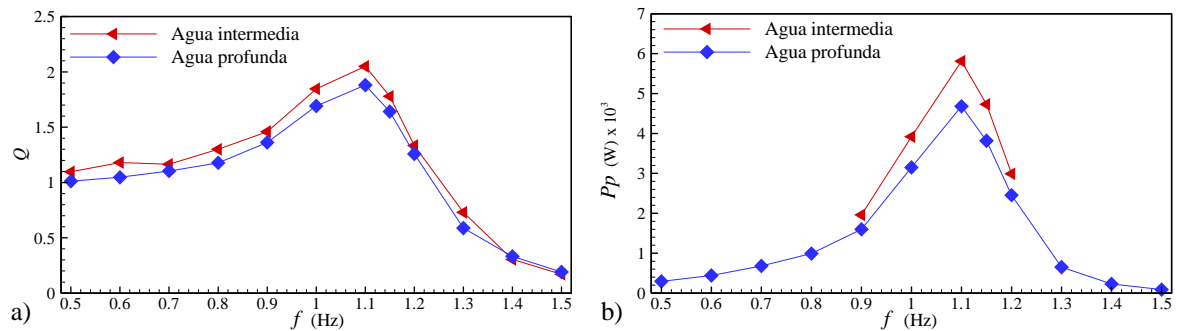 2.5
2
1.5
1
0.5
0
Q
Agua intermedia
Agua profunda
0.5 0.6 0.7 0.8 0.9 1 1.1 1.2 1.3 1.4 1.5
f (Hz)
a)
7
6
5
4
3
2
1
0
Pp (W) x 10³
Agua intermedia
Agua profunda
0.5 0.6 0.7 0.8 0.9 1 1.1 1.2 1.3 1.4 1.5
f (Hz)
b)